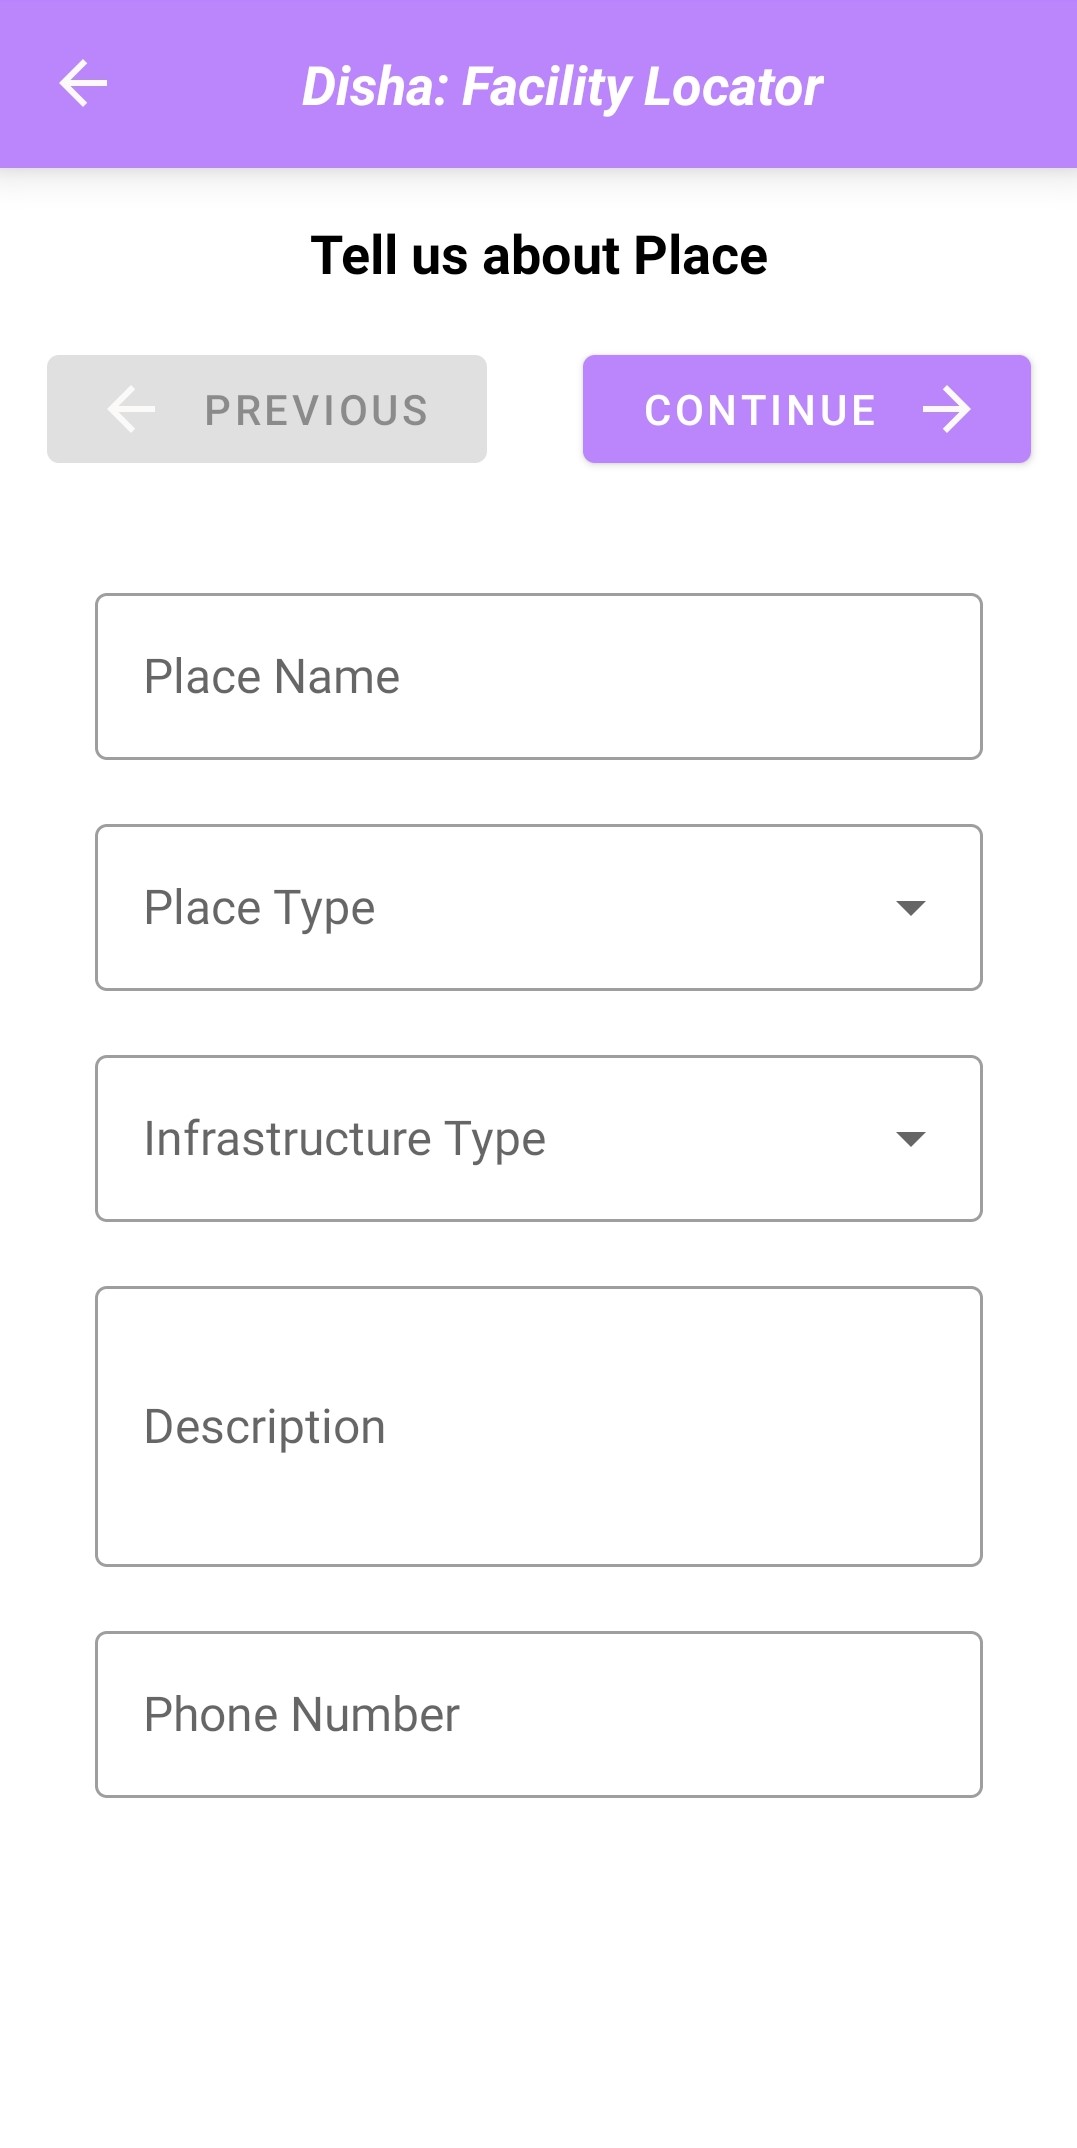 Disha: Facility Locator
Tell us about Place
PREVIOUS
CONTINUE
Place Name
Place Type
Infrastructure Type
Description
Phone Number